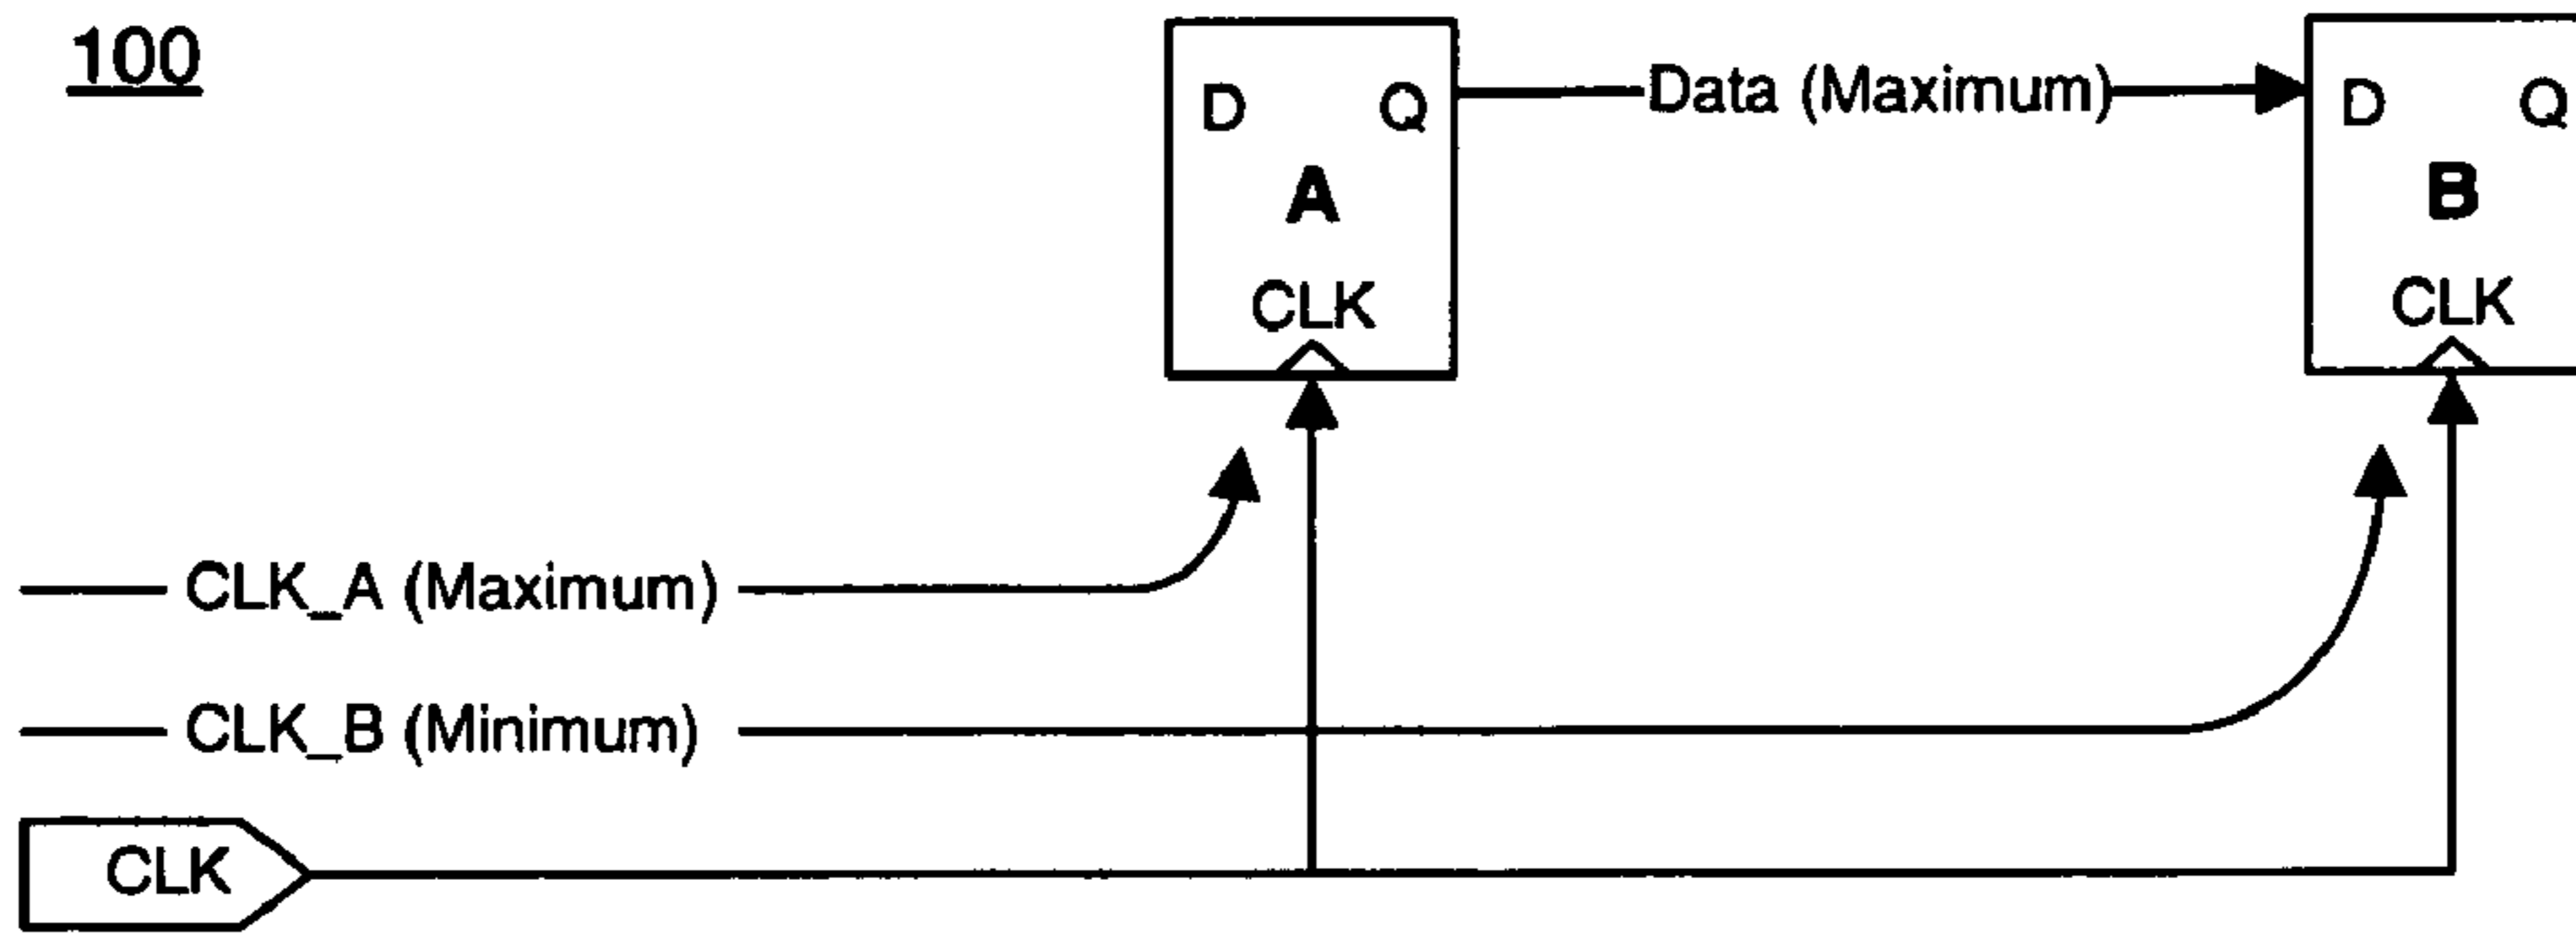 100
D Q
A
CLK
Data (Maximum)
D Q
B
CLK
CLK_A (Maximum)
CLK_B (Minimum)
CLK